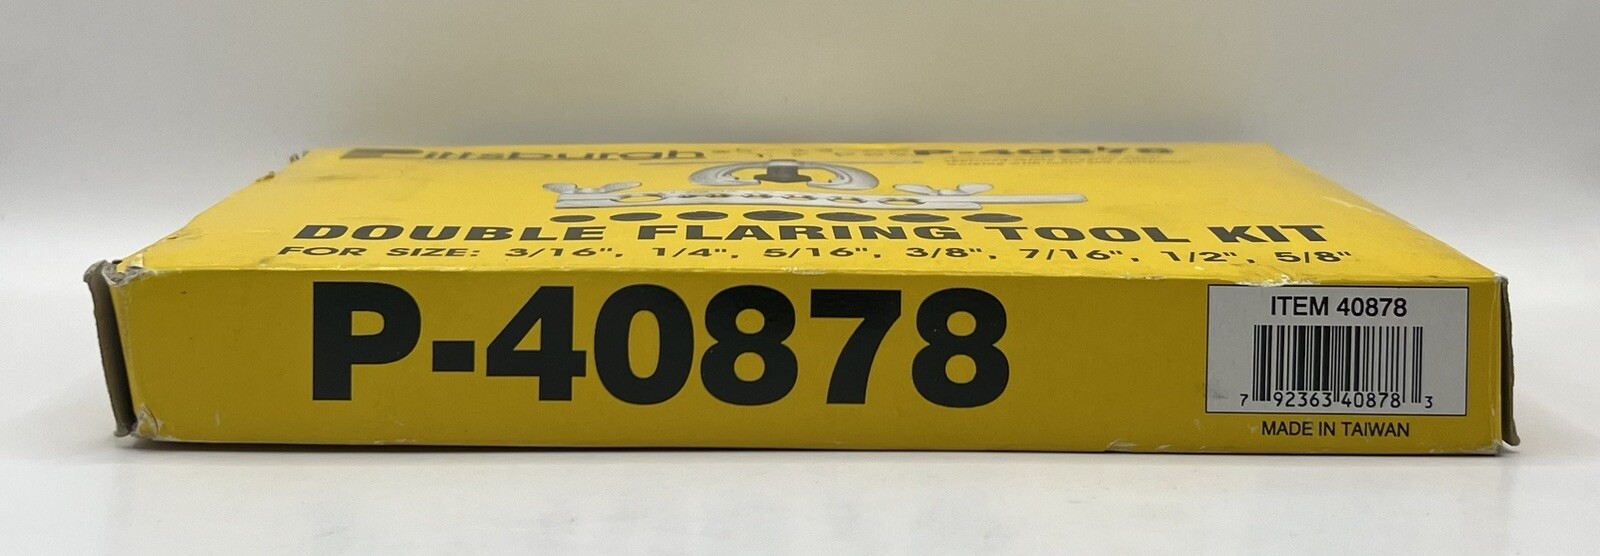 Pittsburgh P-40878
DOUBLE FLARING TOOL KIT
FOR SIZE: 3/16", 1/4", 5/16", 3/8", 7/16", 1/2", 5/8"
P-40878
ITEM 40878
7 92363 40878 3
MADE IN TAIWAN